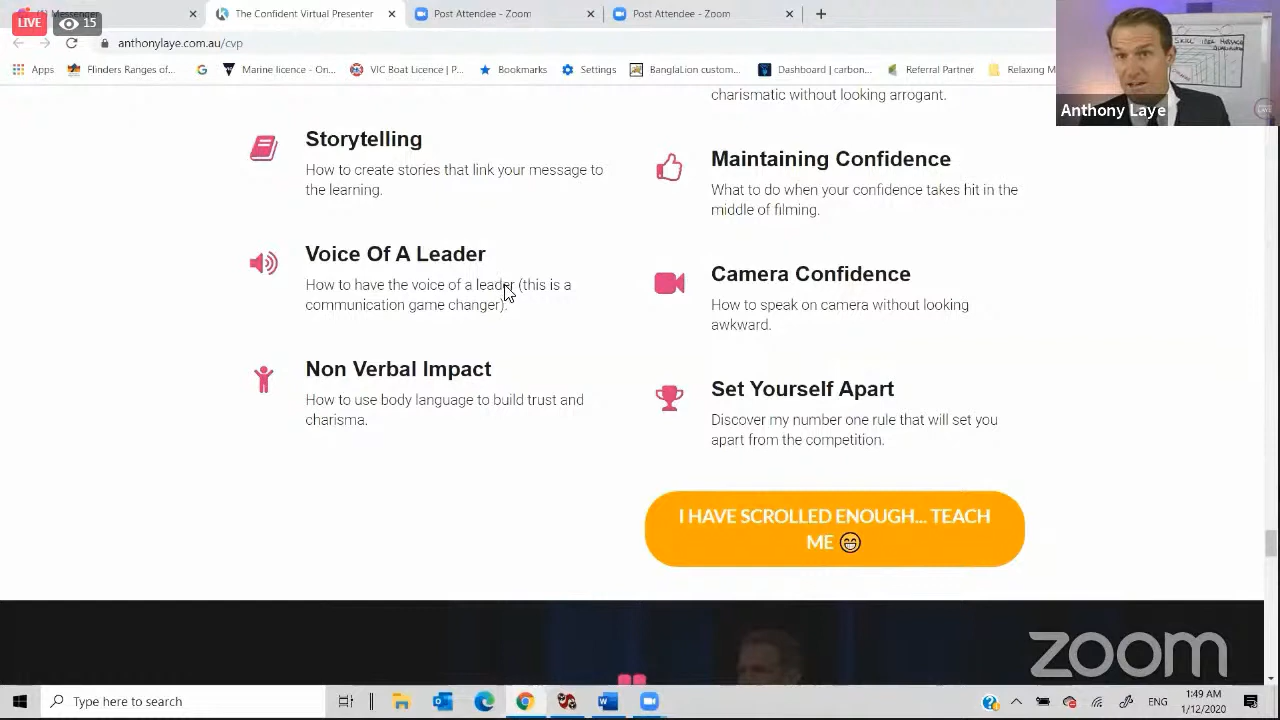 LIVE
15
Messenger
The Confident Virtual Presenter
Post Attendee - Zoom
Post Attendee - Zoom
anthonylaye.com.au/cvp
Apps
Flinders Ranges of...
Marine licence - Onl...
VIC Boat Licence | P...
Bookmarks
Settings
BanglaLion custom...
Dashboard | carbon...
Referral Partner
Relaxing M
Anthony Laye
charismatic without looking arrogant.
Storytelling
How to create stories that link your message to
the learning.
Maintaining Confidence
What to do when your confidence takes hit in the
middle of filming.
Voice Of A Leader
How to have the voice of a leader (this is a
communication game changer).
Camera Confidence
How to speak on camera without looking
awkward.
Non Verbal Impact
How to use body language to build trust and
charisma.
Set Yourself Apart
Discover my number one rule that will set you
apart from the competition.
I HAVE SCROLLED ENOUGH... TEACH
ME 😁
zoom
Type here to search
ENG
1:49 AM
1/12/2020